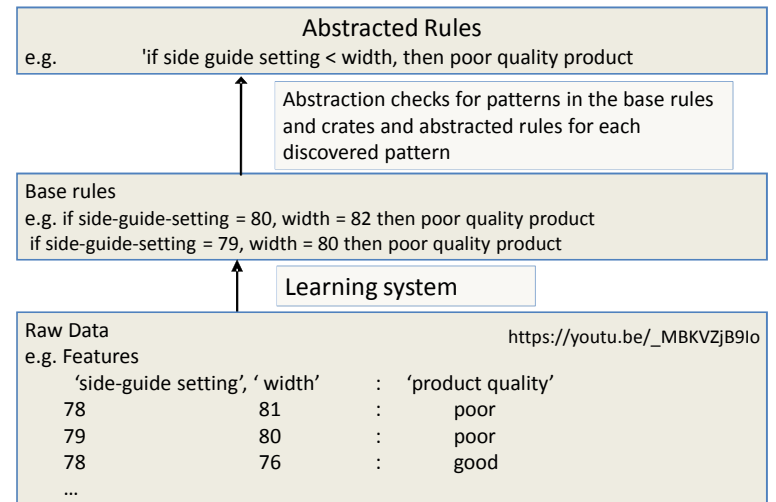 Abstracted Rules
e.g. 'if side guide setting < width, then poor quality product
Abstraction checks for patterns in the base rules
and crates and abstracted rules for each
discovered pattern
Base rules
e.g. if side-guide-setting = 80, width = 82 then poor quality product
if side-guide-setting = 79, width = 80 then poor quality product
Learning system
Raw Data
https://youtu.be/_MBKVZjB9Io
e.g. Features
‘side-guide setting’, ‘ width’ : ‘product quality’
78 81 : poor
79 80 : poor
78 76 : good
…